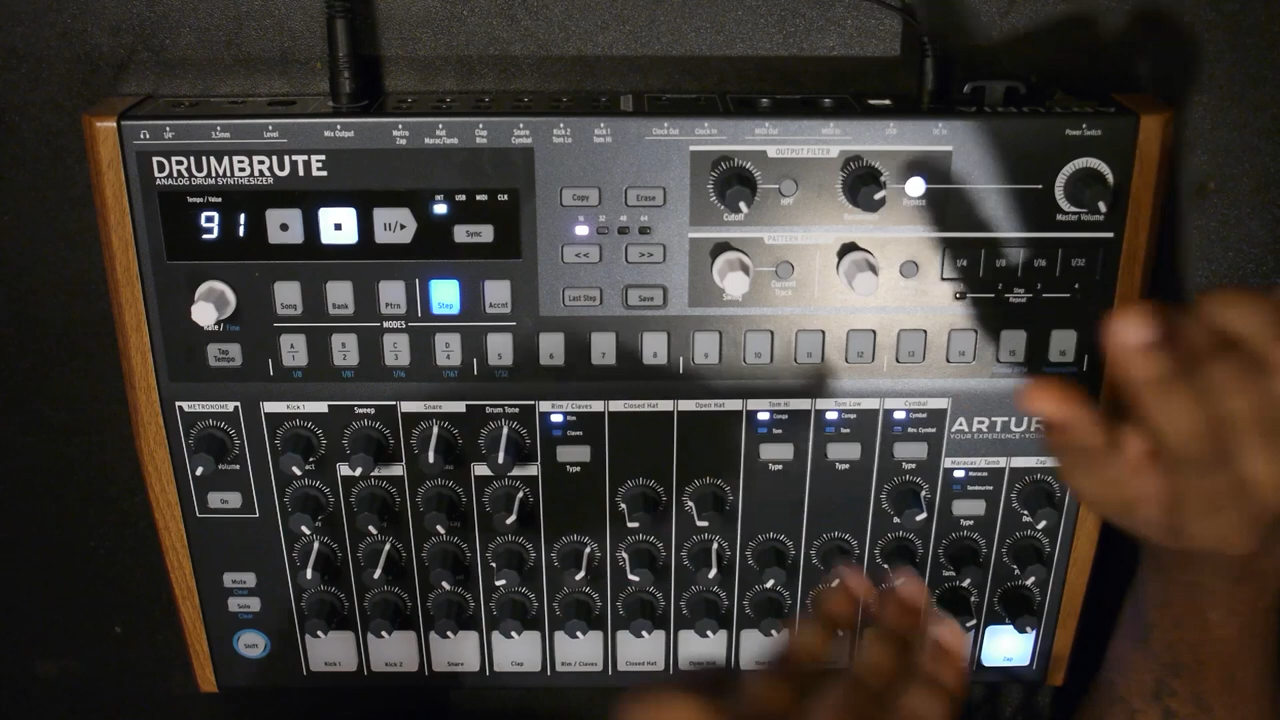 1/4" 3,5mm Level Mix Output Metro Zap Hat Marac/Tamb Clap Rim Snare Cymbal Kick 2 Tom Lo Kick 1 Tom Hi Clock Out Clock In MIDI Out MIDI In USB DC In Power Switch
DRUMBRUTE
ANALOG DRUM SYNTHESIZER
Tempo / Value
91
INT USB MIDI CLK
Sync
Copy Erase
16 32 48 64
<< >>
Last Step Save
OUTPUT FILTER
Cutoff HPF Bypass
Master Volume
Current Track
1/4 1/8 1/16 1/32
2 3 4
Step Repeat
Rate / Fine
Song Bank Ptrn Step Accnt
MODES
Tap Tempo
A 1 B 2 C 3 D 4 5 6 7 8 9 10 11 12 13 14 15 16
1/8 1/8T 1/16 1/16T 1/32
METRONOME
Volume
On
Kick 1 Sweep Snare Drum Tone Rim / Claves Closed Hat Open Hat Tom Hi Tom Low Cymbal
Rim
Claves
Type
Conga
Tom
Type
Conga
Tom
Type
Cymbal
Rev. Cymbal
Type
ARTUR
Maracas / Tamb Zap
Maracas
Tambourine
Type
Mute
Clear
Solo
Clear
Shift
Kick 1 Kick 2 Snare Clap Rim / Claves Closed Hat Open Hat Zap